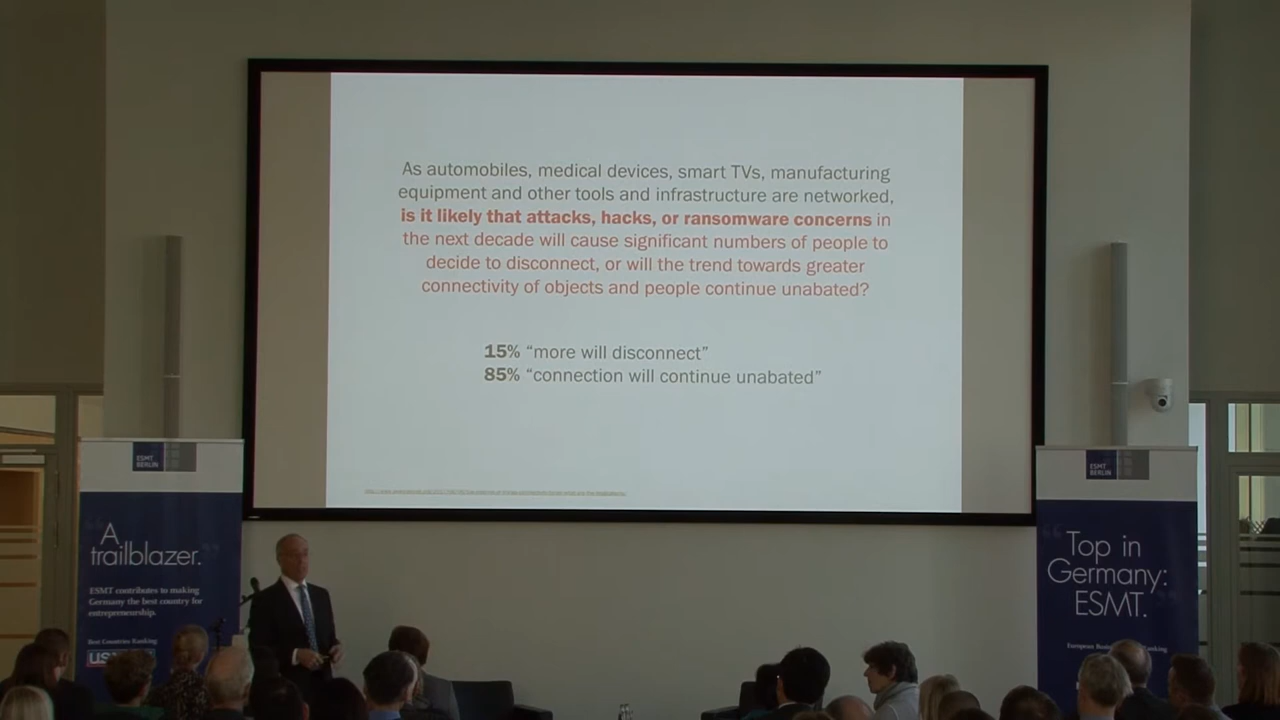 As automobiles, medical devices, smart TVs, manufacturing
equipment and other tools and infrastructure are networked,
is it likely that attacks, hacks, or ransomware concerns in
the next decade will cause significant numbers of people to
decide to disconnect, or will the trend towards greater
connectivity of objects and people continue unabated?
15% “more will disconnect”
85% “connection will continue unabated”
ESMT
BERLIN
“A
trailblazer.”
ESMT contributes to making
Germany the best country for
entrepreneurship.
Best Countries Ranking
ESMT
BERLIN
“Top in
Germany:
ESMT.